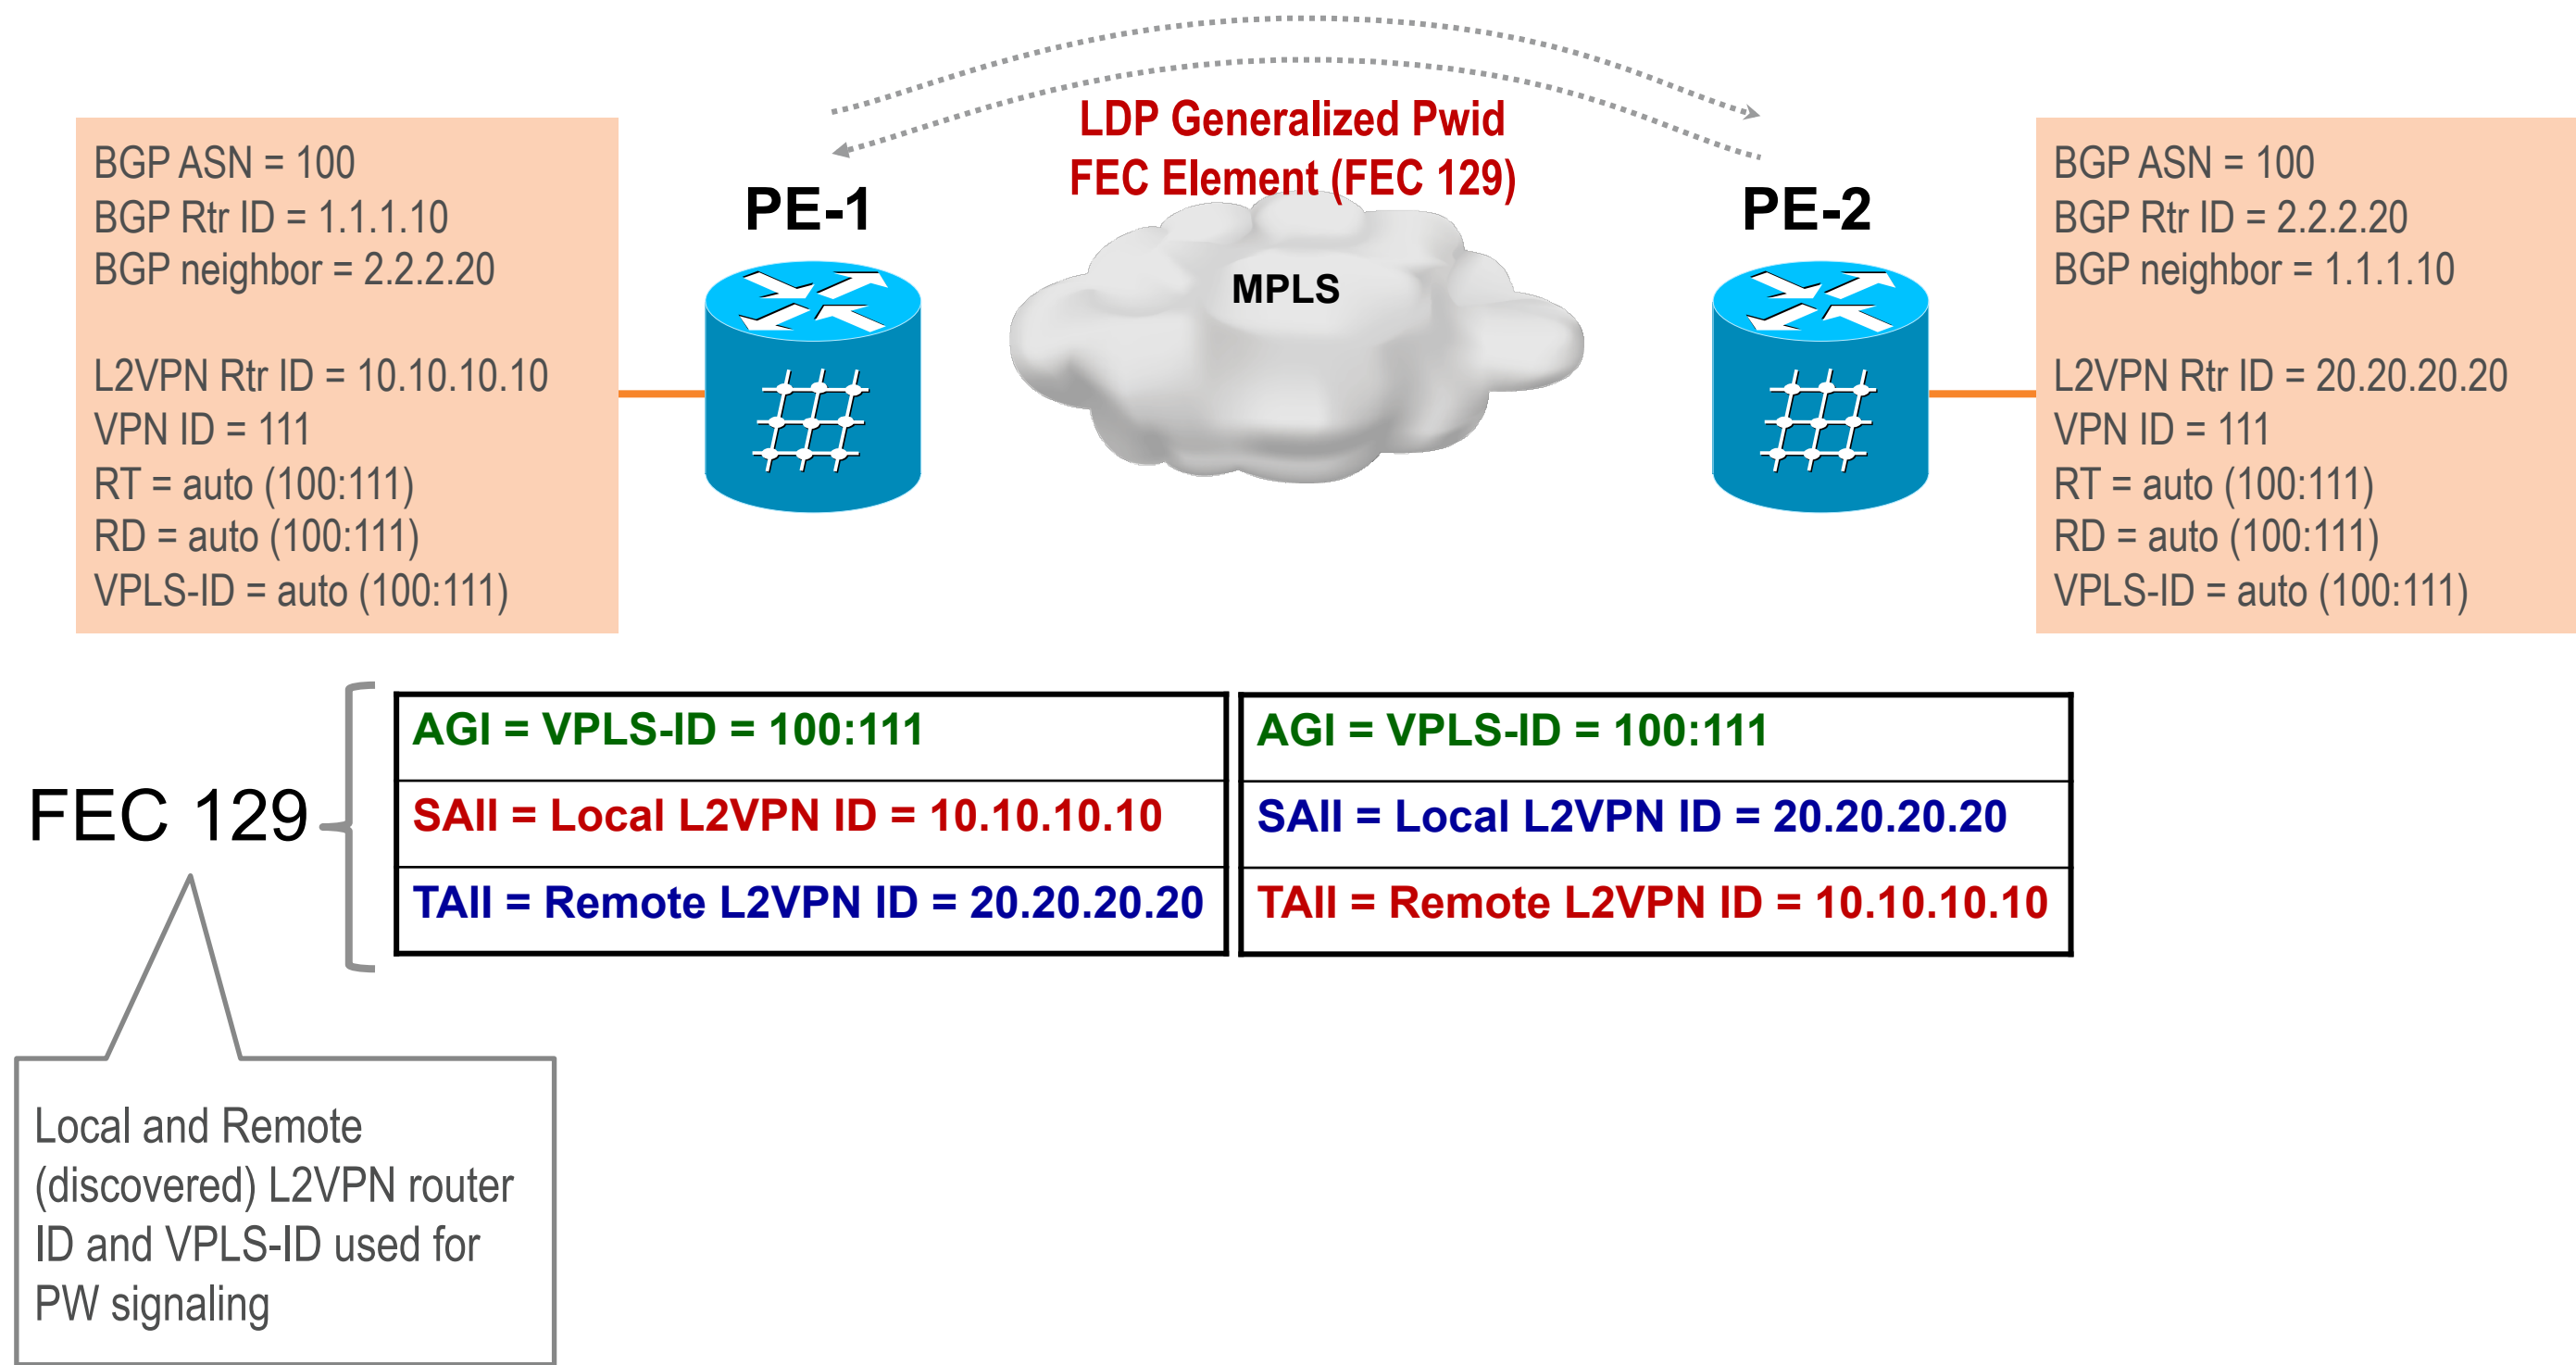 LDP Generalized Pwid
FEC Element (FEC 129)
BGP ASN = 100
BGP Rtr ID = 1.1.1.10
BGP neighbor = 2.2.2.20
L2VPN Rtr ID = 10.10.10.10
VPN ID = 111
RT = auto (100:111)
RD = auto (100:111)
VPLS-ID = auto (100:111)
PE-1
MPLS
PE-2
BGP ASN = 100
BGP Rtr ID = 2.2.2.20
BGP neighbor = 1.1.1.10
L2VPN Rtr ID = 20.20.20.20
VPN ID = 111
RT = auto (100:111)
RD = auto (100:111)
VPLS-ID = auto (100:111)
FEC 129
AGI = VPLS-ID = 100:111
SAII = Local L2VPN ID = 10.10.10.10
TAII = Remote L2VPN ID = 20.20.20.20
AGI = VPLS-ID = 100:111
SAII = Local L2VPN ID = 20.20.20.20
TAII = Remote L2VPN ID = 10.10.10.10
Local and Remote
(discovered) L2VPN router
ID and VPLS-ID used for
PW signaling